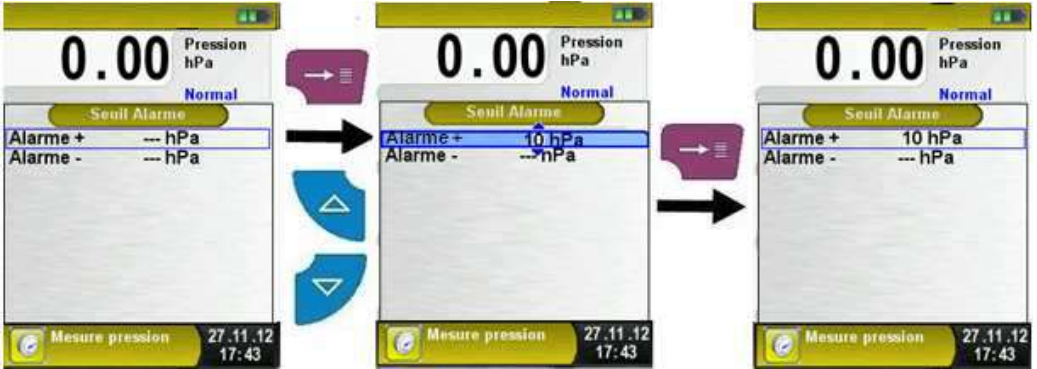 0.00 Pression
hPa
Normal
Seuil Alarme
Alarme + --- hPa
Alarme - --- hPa
Mesure pression 27.11.12
17:43
0.00 Pression
hPa
Normal
Seuil Alarme
Alarme + 10 hPa
Alarme - --- hPa
Mesure pression 27.11.12
17:43
0.00 Pression
hPa
Normal
Seuil Alarme
Alarme + 10 hPa
Alarme - --- hPa
Mesure pression 27.11.12
17:43